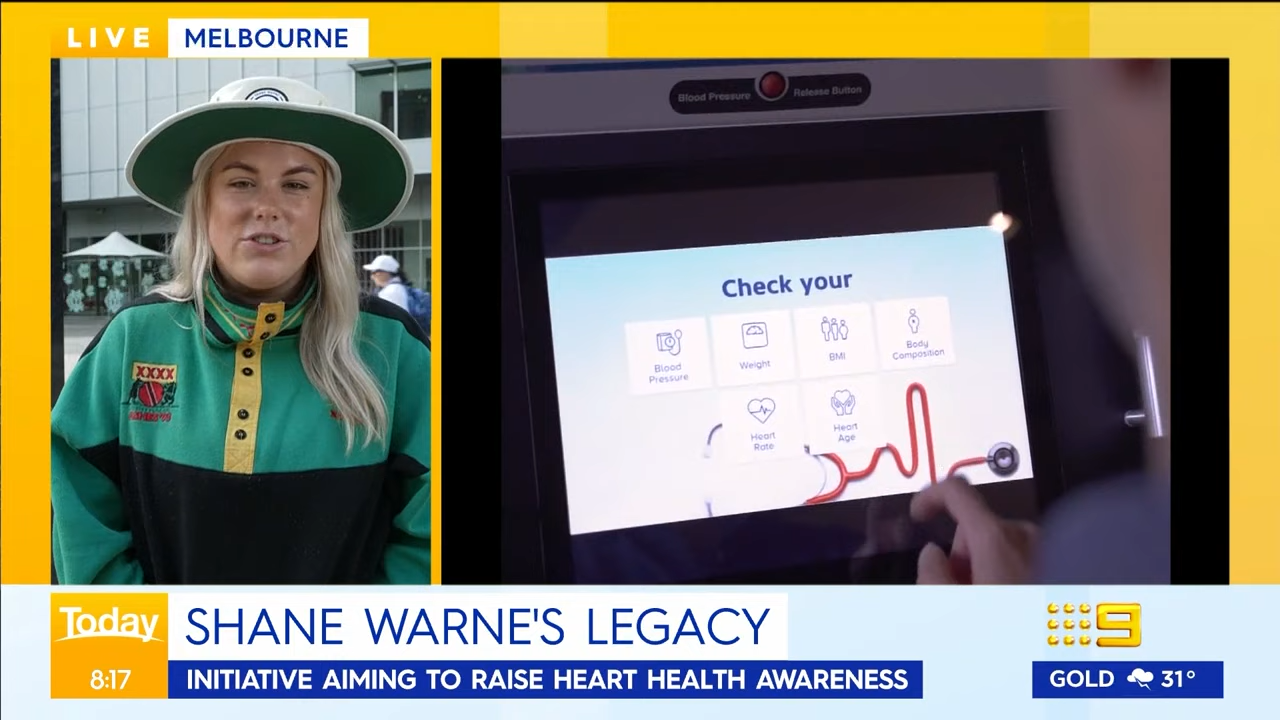 LIVE MELBOURNE
Blood Pressure Release Button
Check your
Blood Pressure
Weight
BMI
Body Composition
Heart Rate
Heart Age
XXXX
Today
8:17
SHANE WARNE'S LEGACY
INITIATIVE AIMING TO RAISE HEART HEALTH AWARENESS
9
GOLD 31°